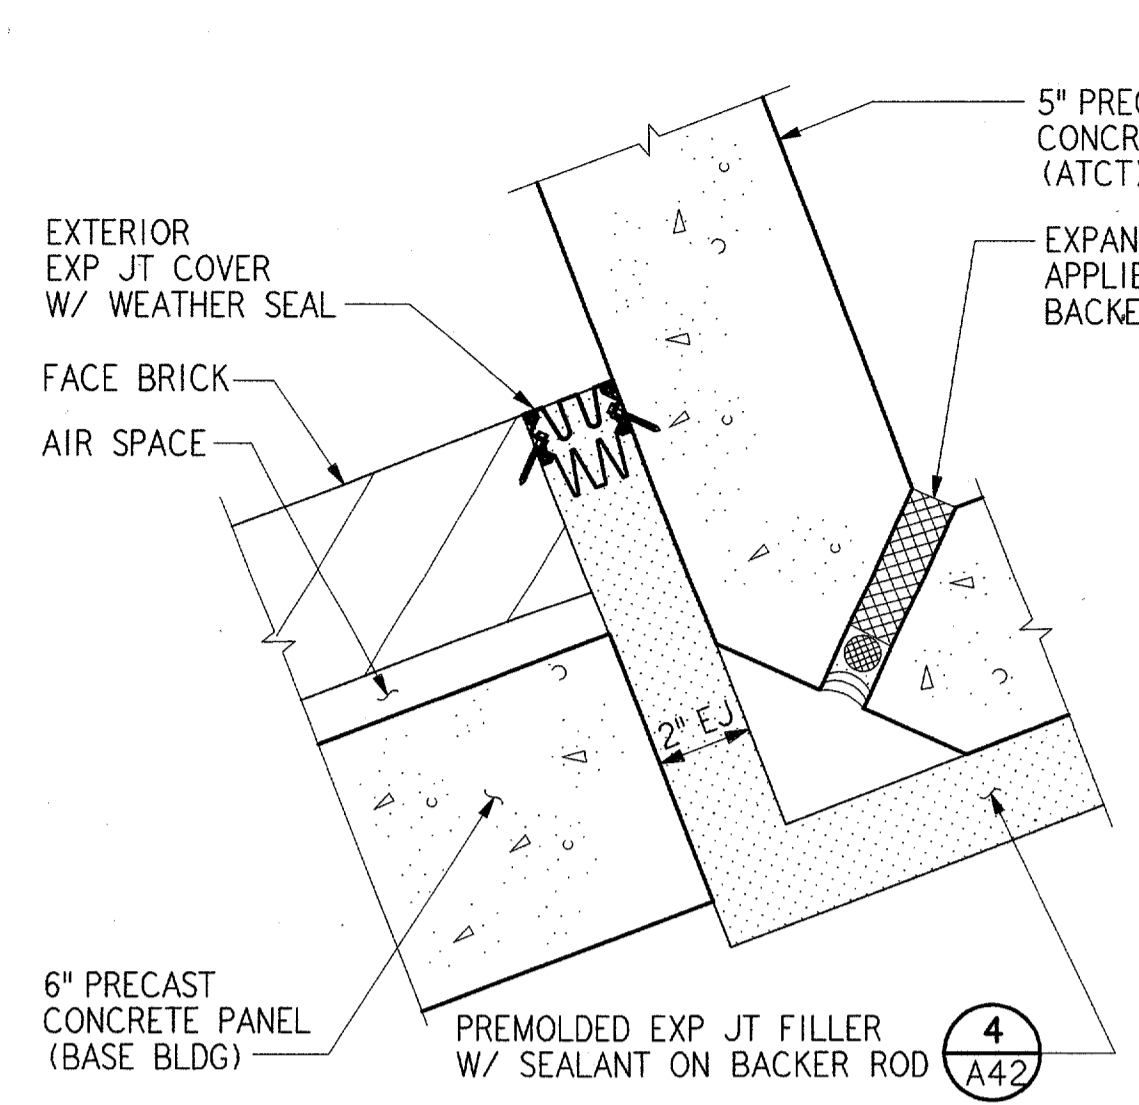 EXTERIOR
EXP JT COVER
W/ WEATHER SEAL
FACE BRICK
AIR SPACE
5" PREC
CONCR
(ATCT)
EXPAN
APPLIE
BACKE
2" EJ
6" PRECAST
CONCRETE PANEL
(BASE BLDG)
PREMOLDED EXP JT FILLER
W/ SEALANT ON BACKER ROD
4
A42